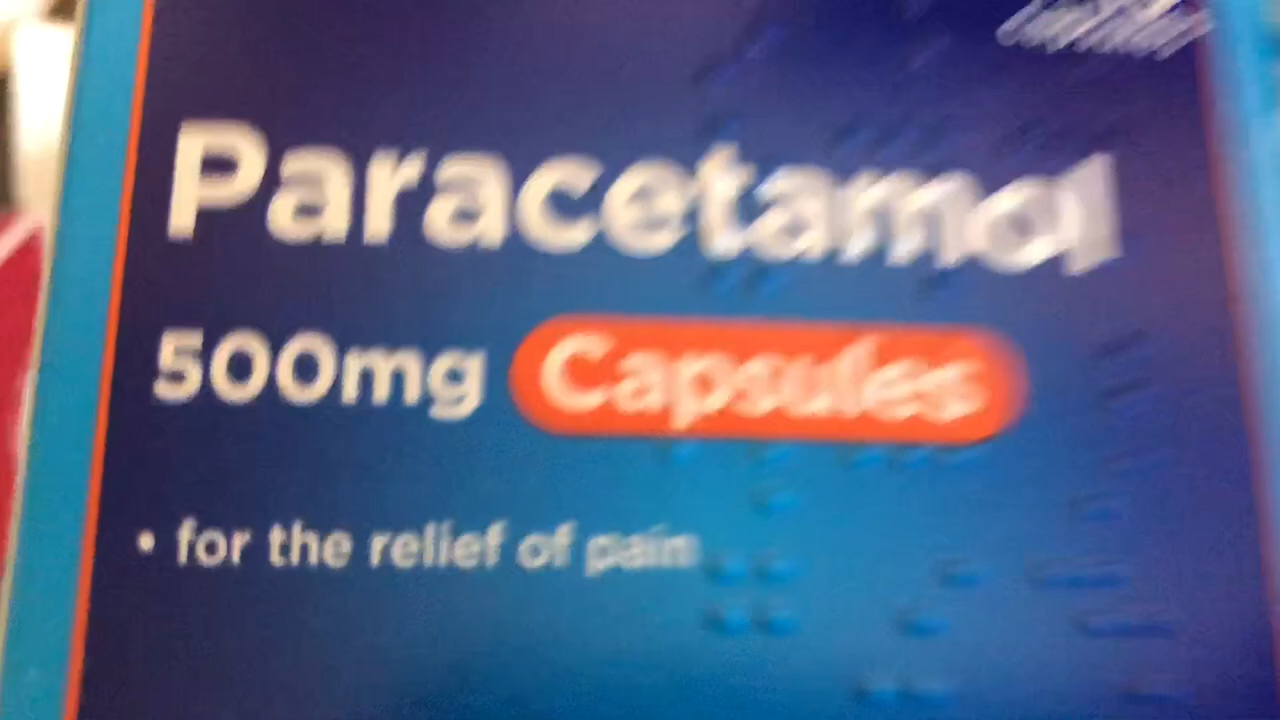 Paracetamol
500mg Capsules
• for the relief of pain